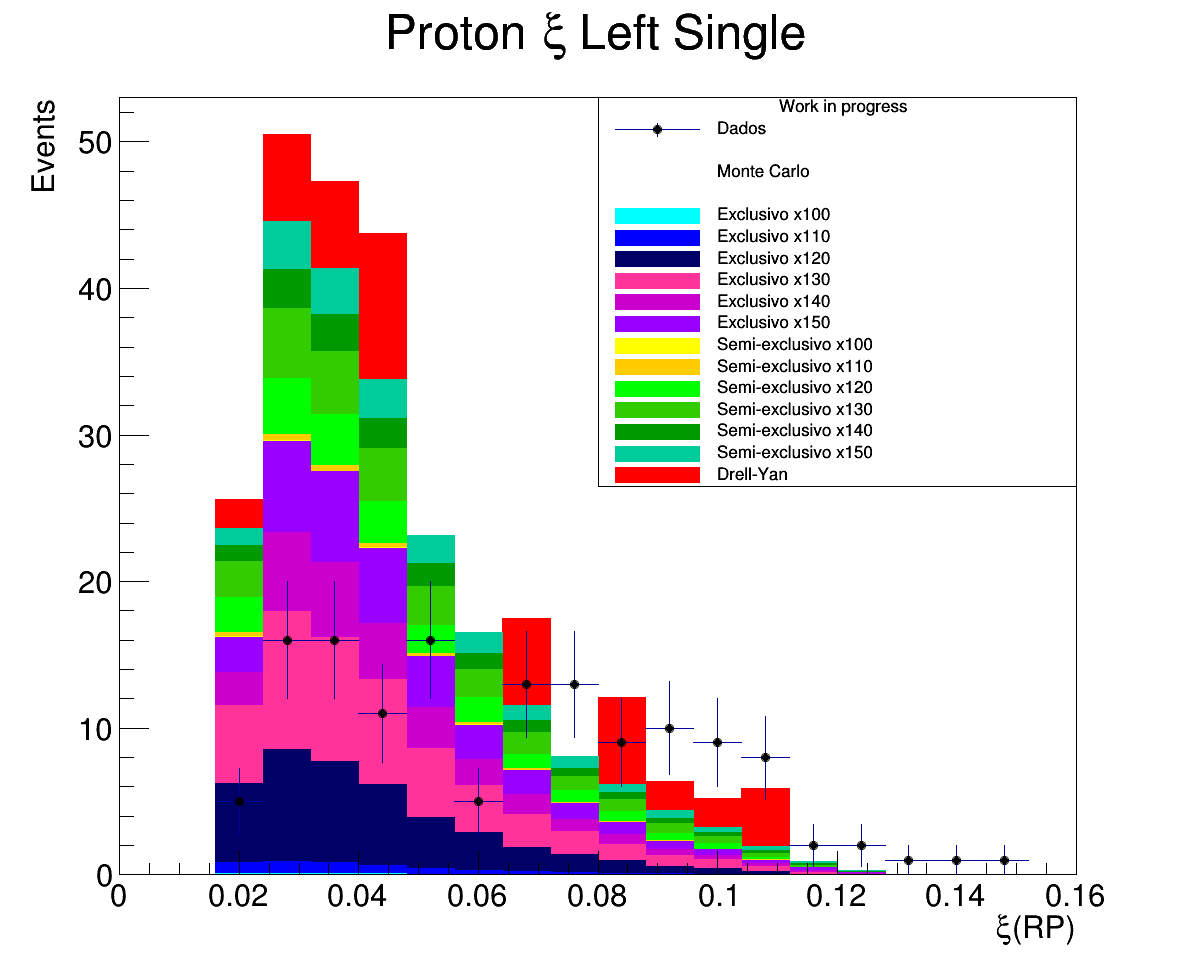 Proton ξ Left Single
Events
Work in progress
Dados
Monte Carlo
Exclusivo x100
Exclusivo x110
Exclusivo x120
Exclusivo x130
Exclusivo x140
Exclusivo x150
Semi-exclusivo x100
Semi-exclusivo x110
Semi-exclusivo x120
Semi-exclusivo x130
Semi-exclusivo x140
Semi-exclusivo x150
Drell-Yan
50
40
30
20
10
0
0 0.02 0.04 0.06 0.08 0.1 0.12 0.14 0.16
ξ(RP)